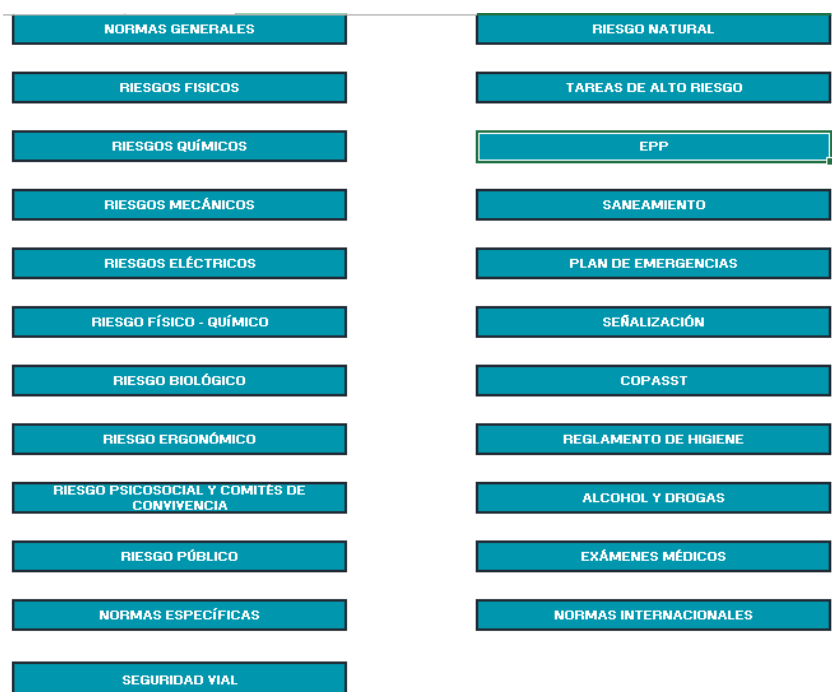 NORMAS GENERALES
RIESGOS FISICOS
RIESGOS QUÍMICOS
RIESGOS MECÁNICOS
RIESGOS ELÉCTRICOS
RIESGO FÍSICO - QUÍMICO
RIESGO BIOLÓGICO
RIESGO ERGONÓMICO
RIESGO PSICOSOCIAL Y COMITÉS DE
CONVIVENCIA
RIESGO PÚBLICO
NORMAS ESPECÍFICAS
SEGURIDAD VIAL
RIESGO NATURAL
TAREAS DE ALTO RIESGO
EPP
SANEAMIENTO
PLAN DE EMERGENCIAS
SEÑALIZACIÓN
COPASST
REGLAMENTO DE HIGIENE
ALCOHOL Y DROGAS
EXÁMENES MÉDICOS
NORMAS INTERNACIONALES